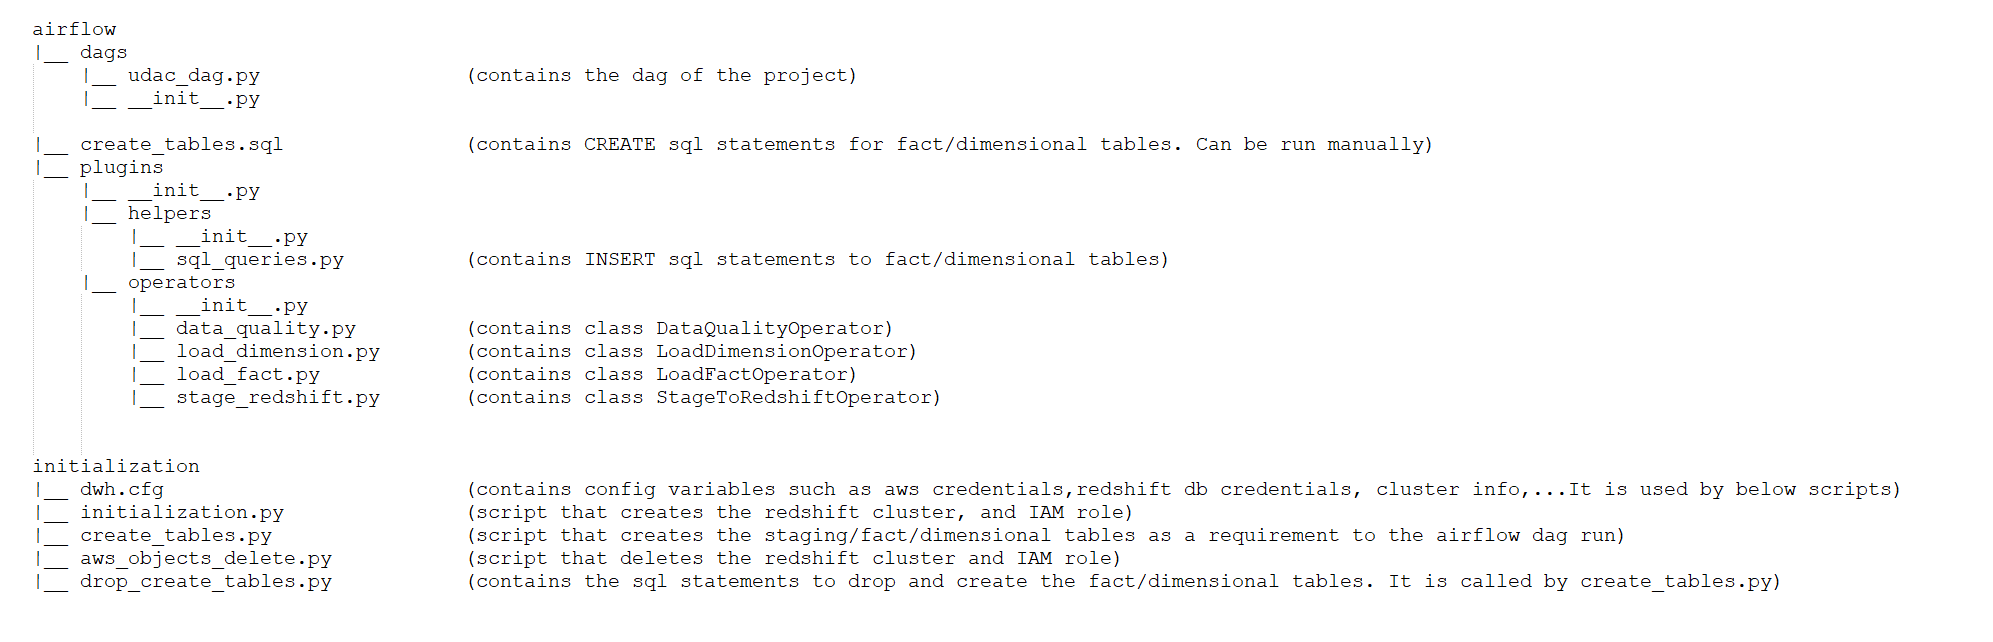 airflow
|__ dags
    |__ udac_dag.py                 (contains the dag of the project)
    |__ __init__.py
|__ create_tables.sql               (contains CREATE sql statements for fact/dimensional tables. Can be run manually)
|__ plugins
    |__ __init__.py
    |__ helpers
        |__ __init__.py
        |__ sql_queries.py          (contains INSERT sql statements to fact/dimensional tables)
    |__ operators
        |__ __init__.py
        |__ data_quality.py         (contains class DataQualityOperator)
        |__ load_dimension.py       (contains class LoadDimensionOperator)
        |__ load_fact.py            (contains class LoadFactOperator)
        |__ stage_redshift.py       (contains class StageToRedshiftOperator)
initialization
|__ dwh.cfg                         (contains config variables such as aws credentials,redshift db credentials, cluster info,...It is used by below scripts)
|__ initialization.py               (script that creates the redshift cluster, and IAM role)
|__ create_tables.py                (script that creates the staging/fact/dimensional tables as a requirement to the airflow dag run)
|__ aws_objects_delete.py           (script that deletes the redshift cluster and IAM role)
|__ drop_create_tables.py           (contains the sql statements to drop and create the fact/dimensional tables. It is called by create_tables.py)